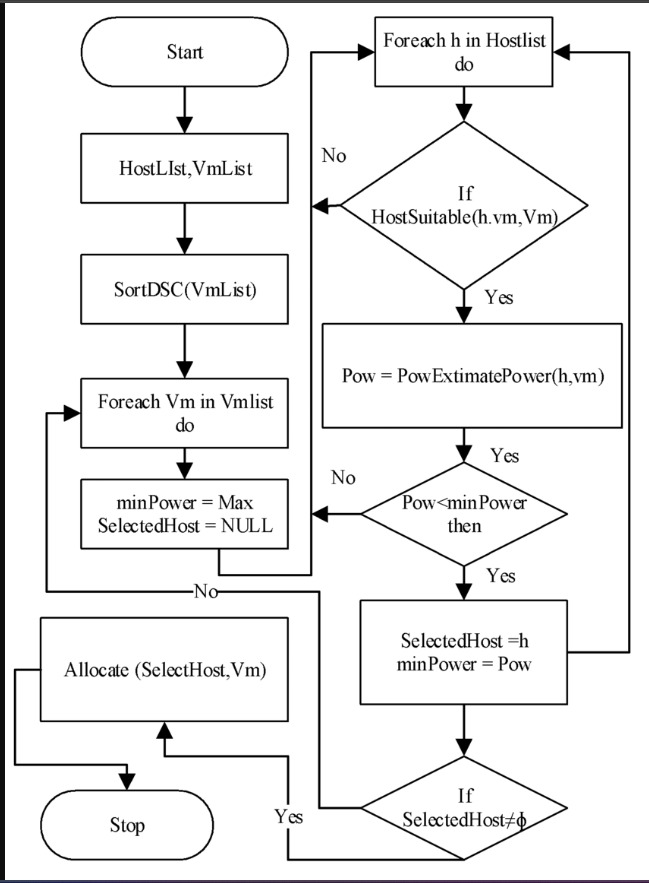 Start
HostLIst,VmList
SortDSC(VmList)
Foreach Vm in Vmlist
do
minPower = Max
SelectedHost = NULL
Foreach h in Hostlist
do
No
If
HostSuitable(h.vm,Vm)
Yes
Pow = PowExtimatePower(h,vm)
Yes
No
Pow<minPower
then
Yes
SelectedHost =h
minPower = Pow
If
SelectedHost≠ϕ
No
Yes
Allocate (SelectHost,Vm)
Stop